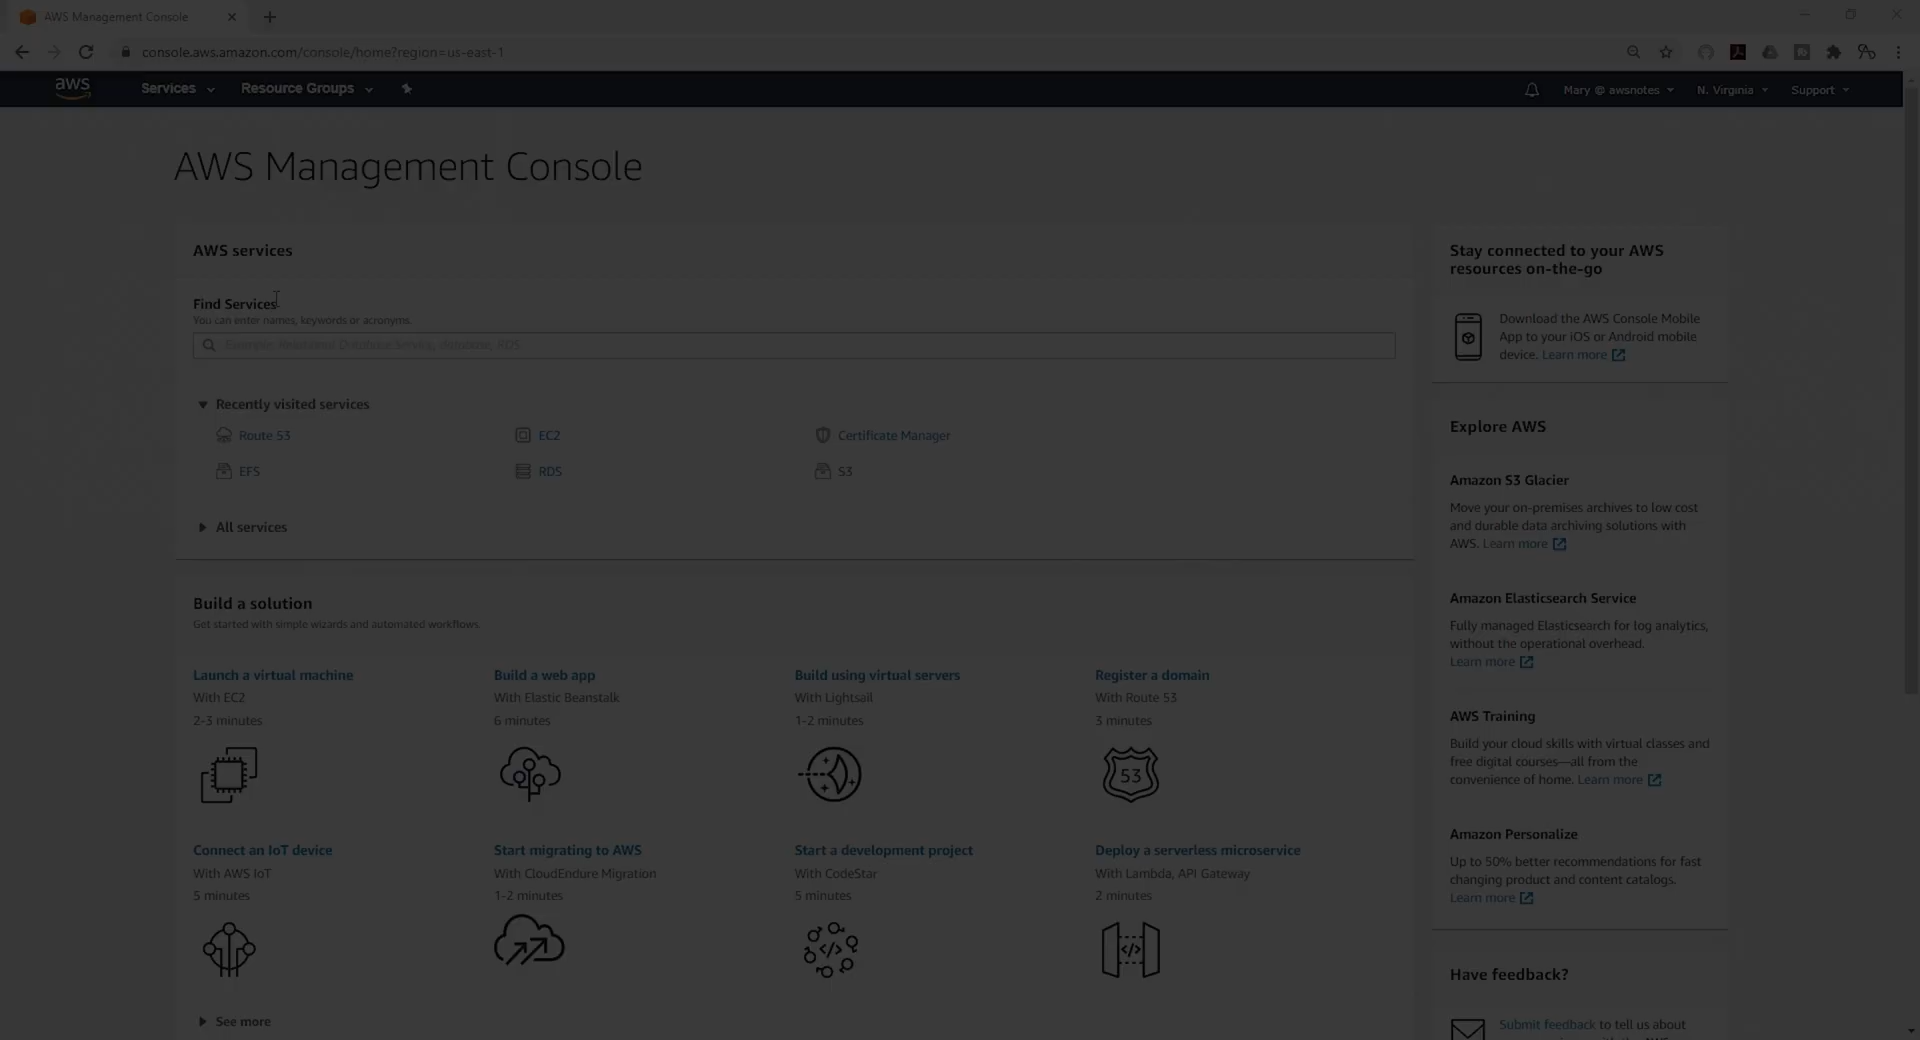 AWS Management Console
console.aws.amazon.com/console/home?region=us-east-1
aws
Services
Resource Groups
Mary @ awsnotes
N. Virginia
Support
AWS Management Console
AWS services
Find Services
You can enter names, keywords or acronyms.
Example: Relational Database Service, database, RDS
Recently visited services
Route 53
EC2
Certificate Manager
EFS
RDS
S3
All services
Build a solution
Get started with simple wizards and automated workflows.
Launch a virtual machine
With EC2
2-3 minutes
Build a web app
With Elastic Beanstalk
6 minutes
Build using virtual servers
With Lightsail
1-2 minutes
Register a domain
With Route 53
3 minutes
53
Connect an IoT device
With AWS IoT
5 minutes
Start migrating to AWS
With CloudEndure Migration
1-2 minutes
Start a development project
With CodeStar
5 minutes
</>
Deploy a serverless microservice
With Lambda, API Gateway
2 minutes
</>
See more
Stay connected to your AWS
resources on-the-go
Download the AWS Console Mobile
App to your iOS or Android mobile
device. Learn more
Explore AWS
Amazon S3 Glacier
Move your on-premises archives to low cost
and durable data archiving solutions with
AWS. Learn more
Amazon Elasticsearch Service
Fully managed Elasticsearch for log analytics,
without the operational overhead.
Learn more
AWS Training
Build your cloud skills with virtual classes and
free digital courses—all from the
convenience of home. Learn more
Amazon Personalize
Up to 50% better recommendations for fast
changing product and content catalogs.
Learn more
Have feedback?
Submit feedback to tell us about